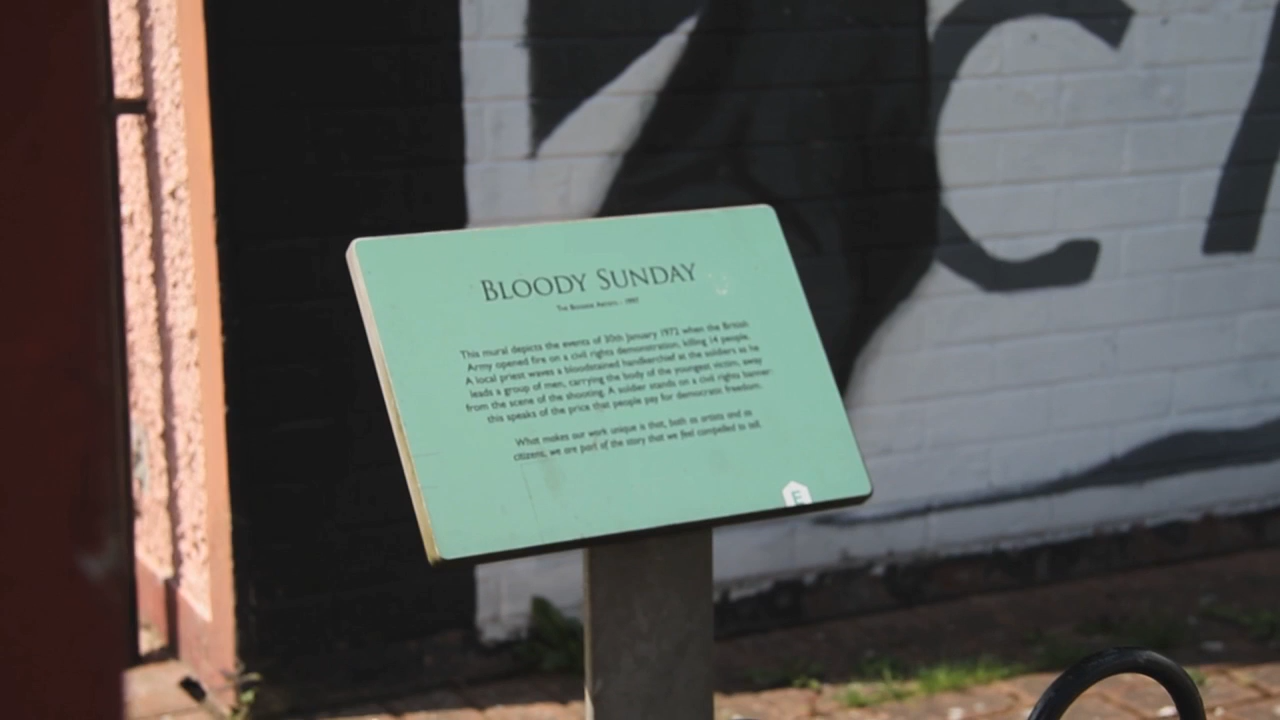 BLOODY SUNDAY
The Bogside Artists - 1997
This mural depicts the events of 30th January 1972 when the British
Army opened fire on a civil rights demonstration, killing 14 people.
A local priest waves a bloodstained handkerchief at the soldiers as he
leads a group of men, carrying the body of the youngest victim, away
from the scene of the shooting. A soldier stands on a civil rights banner:
this speaks of the price that people pay for democratic freedom.
What makes our work unique is that, both as artists and as
citizens, we are part of the story that we feel compelled to tell.
E
C